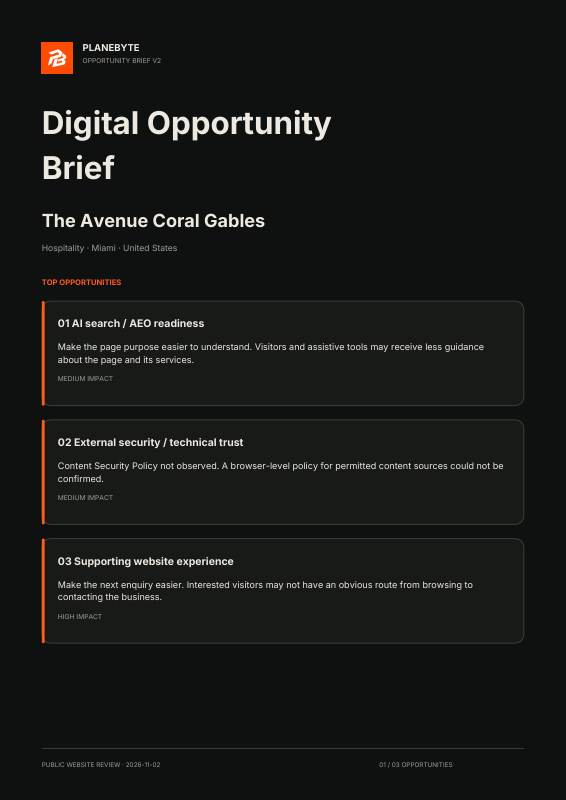 PLANEBYTE
OPPORTUNITY BRIEF V2
Digital Opportunity
Brief
The Avenue Coral Gables
Hospitality · Miami · United States
TOP OPPORTUNITIES
01 AI search / AEO readiness
Make the page purpose easier to understand. Visitors and assistive tools may receive less guidance
about the page and its services.
MEDIUM IMPACT
02 External security / technical trust
Content Security Policy not observed. A browser-level policy for permitted content sources could not be
confirmed.
MEDIUM IMPACT
03 Supporting website experience
Make the next enquiry easier. Interested visitors may not have an obvious route from browsing to
contacting the business.
HIGH IMPACT
PUBLIC WEBSITE REVIEW · 2026-11-02
01 / 03 OPPORTUNITIES